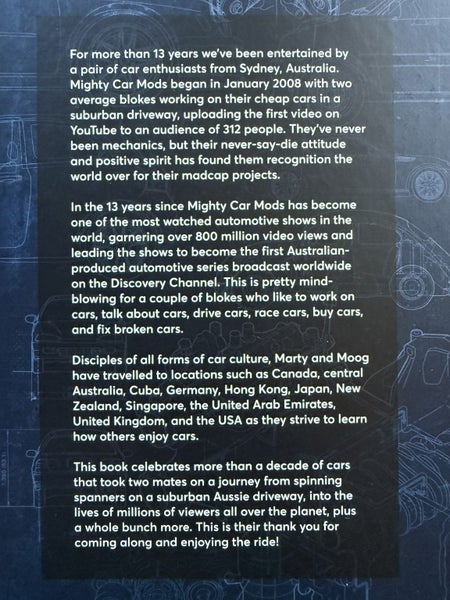 For more than 13 years we've been entertained by
a pair of car enthusiasts from Sydney, Australia.
Mighty Car Mods began in January 2008 with two
average blokes working on their cheap cars in a
suburban driveway, uploading the first video on
YouTube to an audience of 312 people. They've never
been mechanics, but their never-say-die attitude
and positive spirit has found them recognition the
world over for their madcap projects.
In the 13 years since Mighty Car Mods has become
one of the most watched automotive shows in the
world, garnering over 800 million video views and
leading the shows to become the first Australian-
produced automotive series broadcast worldwide
on the Discovery Channel. This is pretty mind-
blowing for a couple of blokes who like to work on
cars, talk about cars, drive cars, race cars, buy cars,
and fix broken cars.
Disciples of all forms of car culture, Marty and Moog
have travelled to locations such as Canada, central
Australia, Cuba, Germany, Hong Kong, Japan, New
Zealand, Singapore, the United Arab Emirates,
United Kingdom, and the USA as they strive to learn
how others enjoy cars.
This book celebrates more than a decade of cars
that took two mates on a journey from spinning
spanners on a suburban Aussie driveway, into the
lives of millions of viewers all over the planet, plus
a whole bunch more. This is their thank you for
coming along and enjoying the ride!